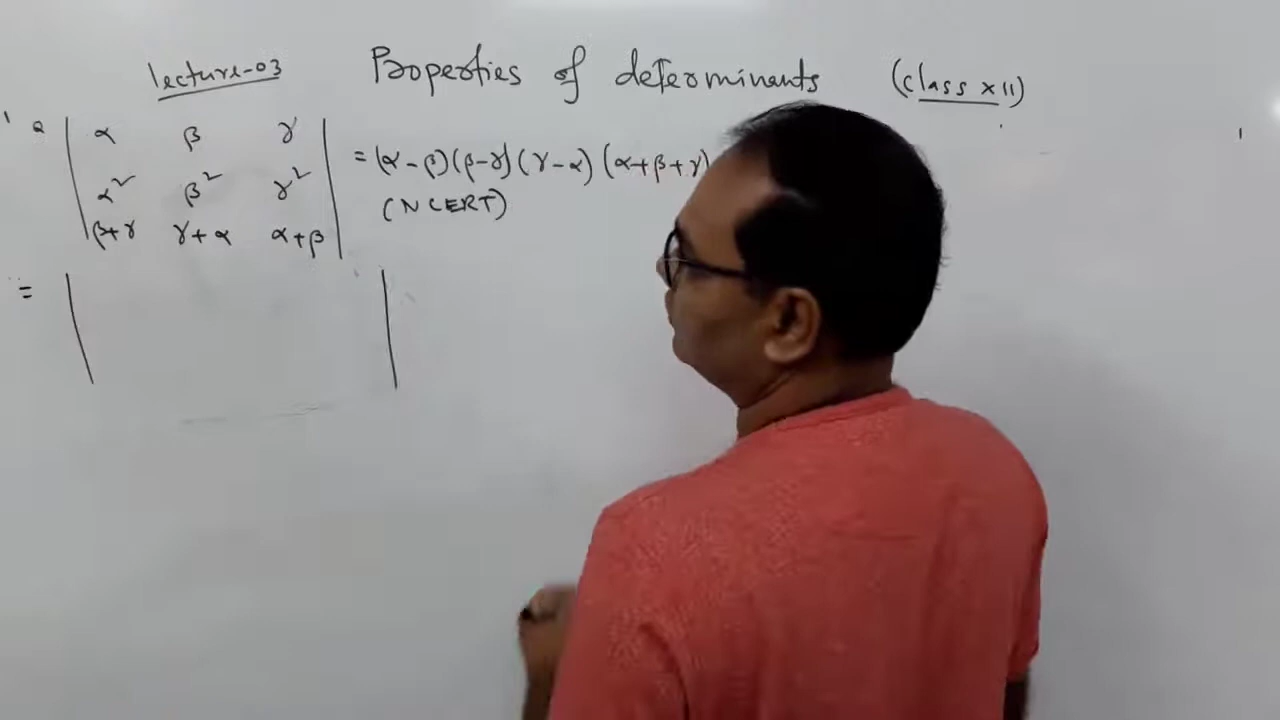 lecture-03 Properties of determinants (class XII)
| α β γ | = (α-β)(β-γ)(γ-α)(α+β+γ)
| α² β² γ² | (NCERT)
| β+γ γ+α α+β |
= | |